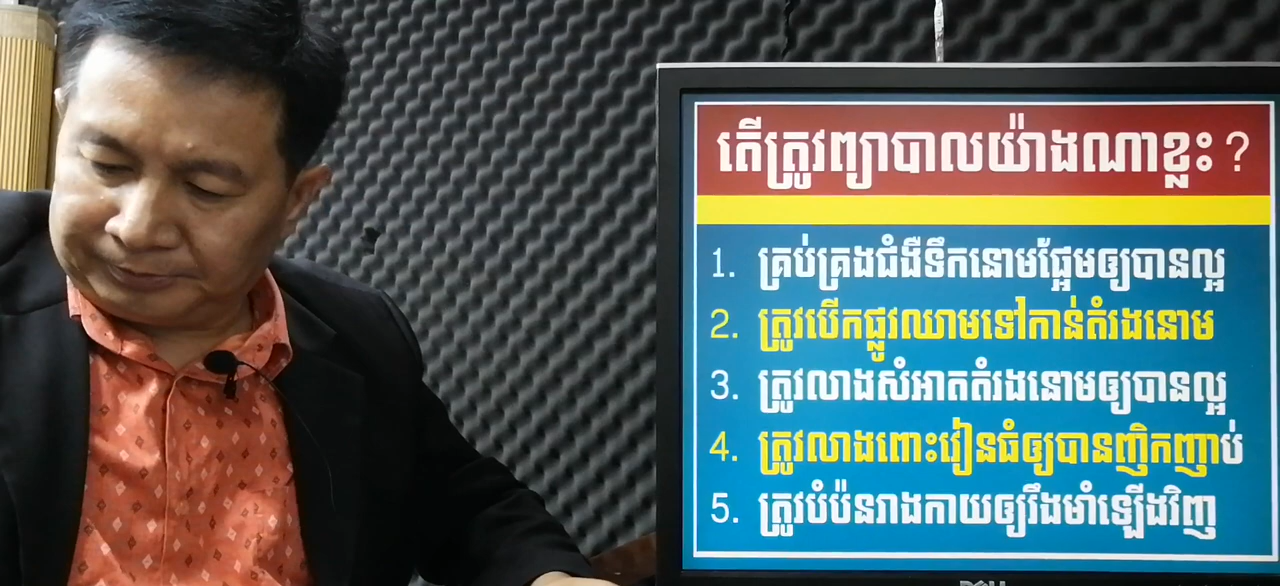 តើត្រូវព្យាបាលយ៉ាងណាខ្លះ ?
1. គ្រប់គ្រងជំងឺទឹកនោមផ្អែមឲ្យបានល្អ
2. ត្រូវបើកផ្លូវឈាមទៅកាន់តំរងនោម
3. ត្រូវលាងសំអាតតំរងនោមឲ្យបានល្អ
4. ត្រូវលាងពោះវៀនធំឲ្យបានញិកញាប់
5. ត្រូវបំប៉នរាងកាយឲ្យរឹងមាំឡើងវិញ